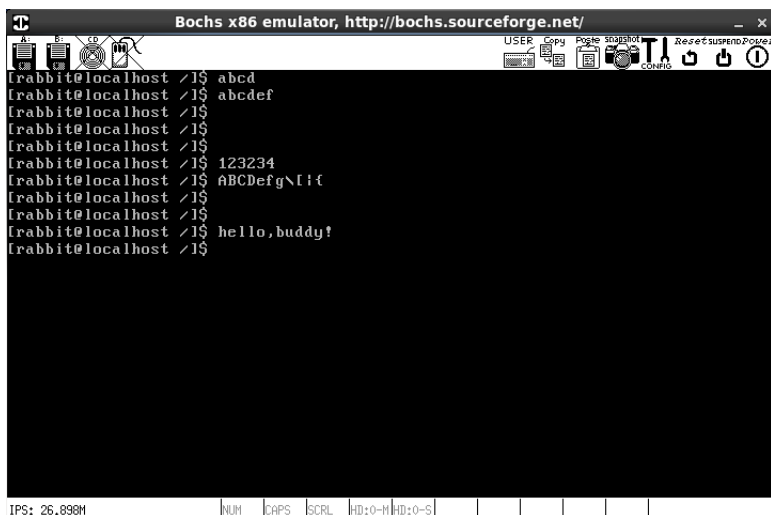 Bochs x86 emulator, http://bochs.sourceforge.net/
A: B: CD USER Copy Paste snapshot CONFIG Reset SUSPEND Power
[rabbit@localhost /]$ abcd
[rabbit@localhost /]$ abcdef
[rabbit@localhost /]$
[rabbit@localhost /]$
[rabbit@localhost /]$
[rabbit@localhost /]$ 123234
[rabbit@localhost /]$ ABCDefg\[|{
[rabbit@localhost /]$
[rabbit@localhost /]$
[rabbit@localhost /]$ hello,buddy!
[rabbit@localhost /]$
IPS: 26.898M NUM CAPS SCRL HD:0-M HD:0-S